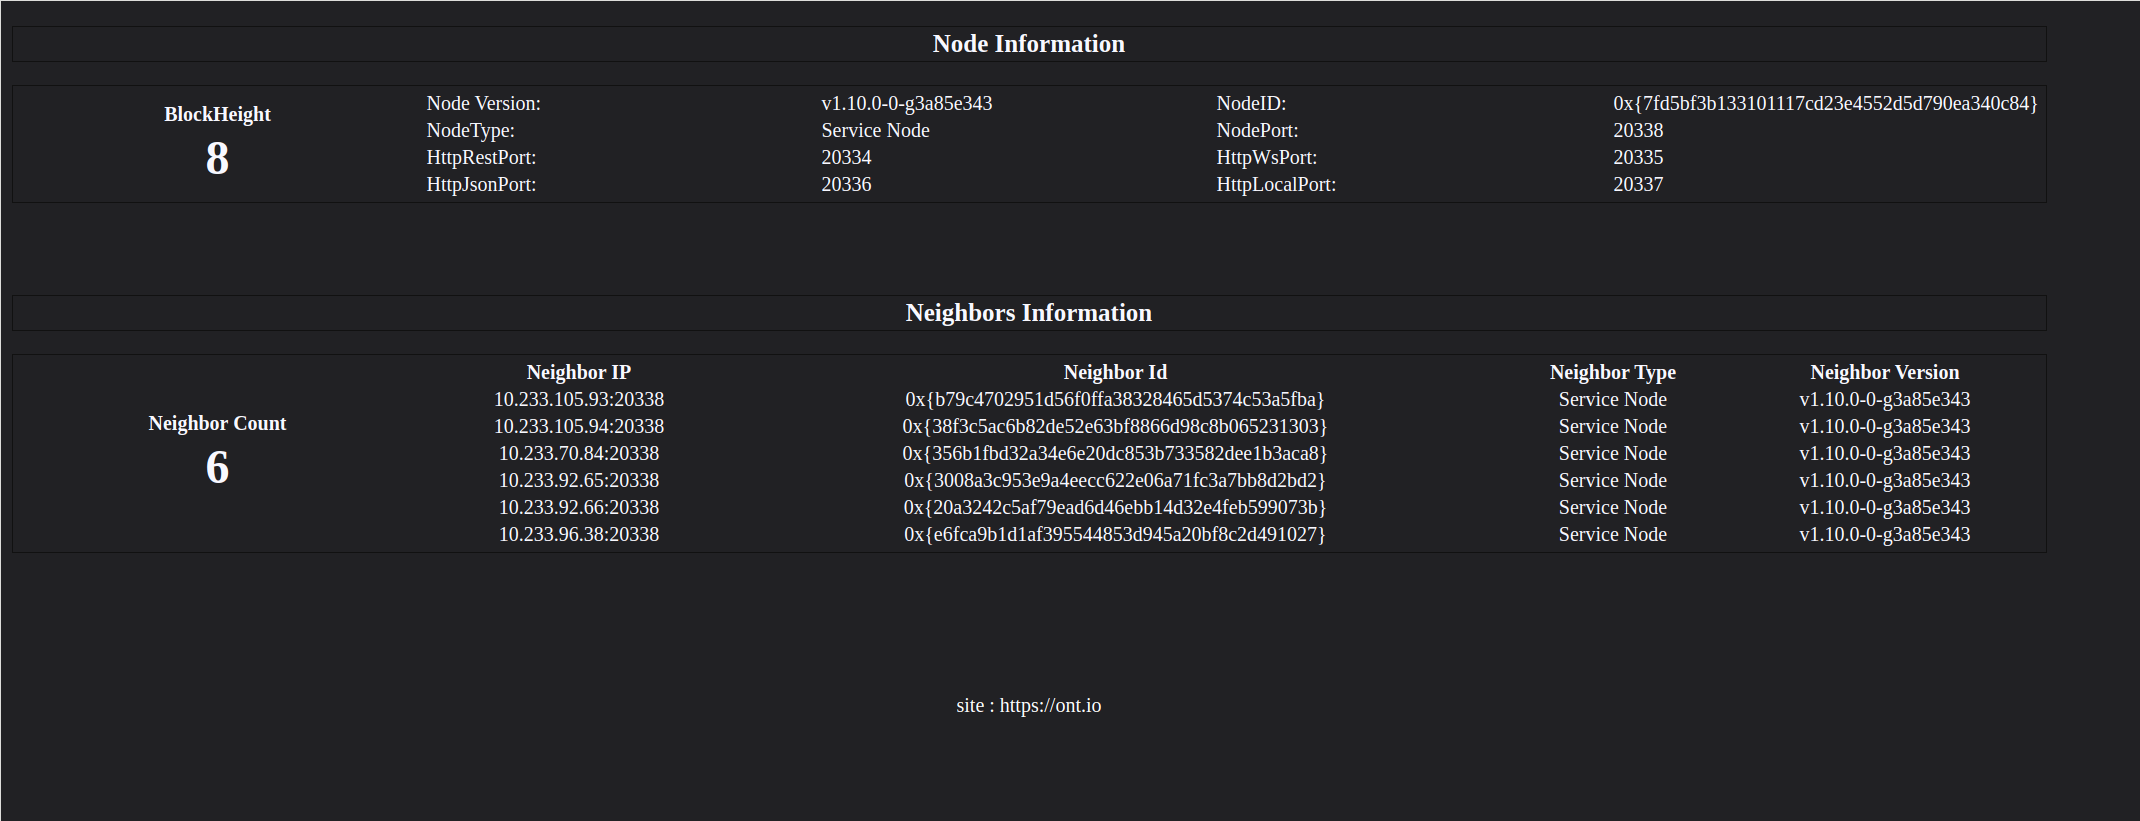 Node Information
BlockHeight
8
Node Version: v1.10.0-0-g3a85e343 NodeID: 0x{7fd5bf3b133101117cd23e4552d5d790ea340c84}
NodeType: Service Node NodePort: 20338
HttpRestPort: 20334 HttpWsPort: 20335
HttpJsonPort: 20336 HttpLocalPort: 20337
Neighbors Information
Neighbor Count
6
Neighbor IP Neighbor Id Neighbor Type Neighbor Version
10.233.105.93:20338 0x{b79c4702951d56f0ffa38328465d5374c53a5fba} Service Node v1.10.0-0-g3a85e343
10.233.105.94:20338 0x{38f3c5ac6b82de52e63bf8866d98c8b065231303} Service Node v1.10.0-0-g3a85e343
10.233.70.84:20338 0x{356b1fbd32a34e6e20dc853b733582dee1b3aca8} Service Node v1.10.0-0-g3a85e343
10.233.92.65:20338 0x{3008a3c953e9a4eecc622e06a71fc3a7bb8d2bd2} Service Node v1.10.0-0-g3a85e343
10.233.92.66:20338 0x{20a3242c5af79ead6d46ebb14d32e4feb599073b} Service Node v1.10.0-0-g3a85e343
10.233.96.38:20338 0x{e6fca9b1d1af395544853d945a20bf8c2d491027} Service Node v1.10.0-0-g3a85e343
site : https://ont.io